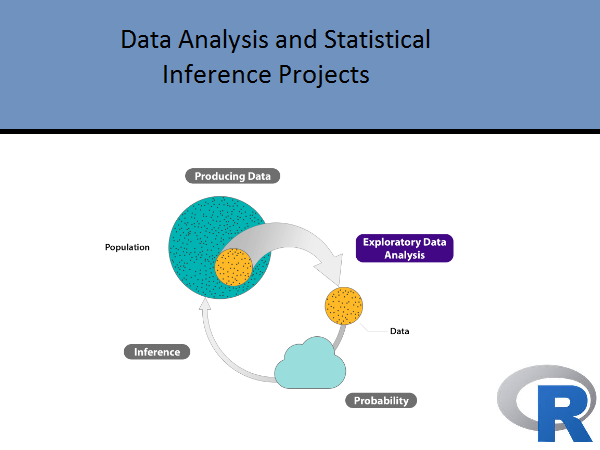 Data Analysis and Statistical
Inference Projects
Producing Data
Population
Exploratory Data
Analysis
Data
Inference
Probability
R